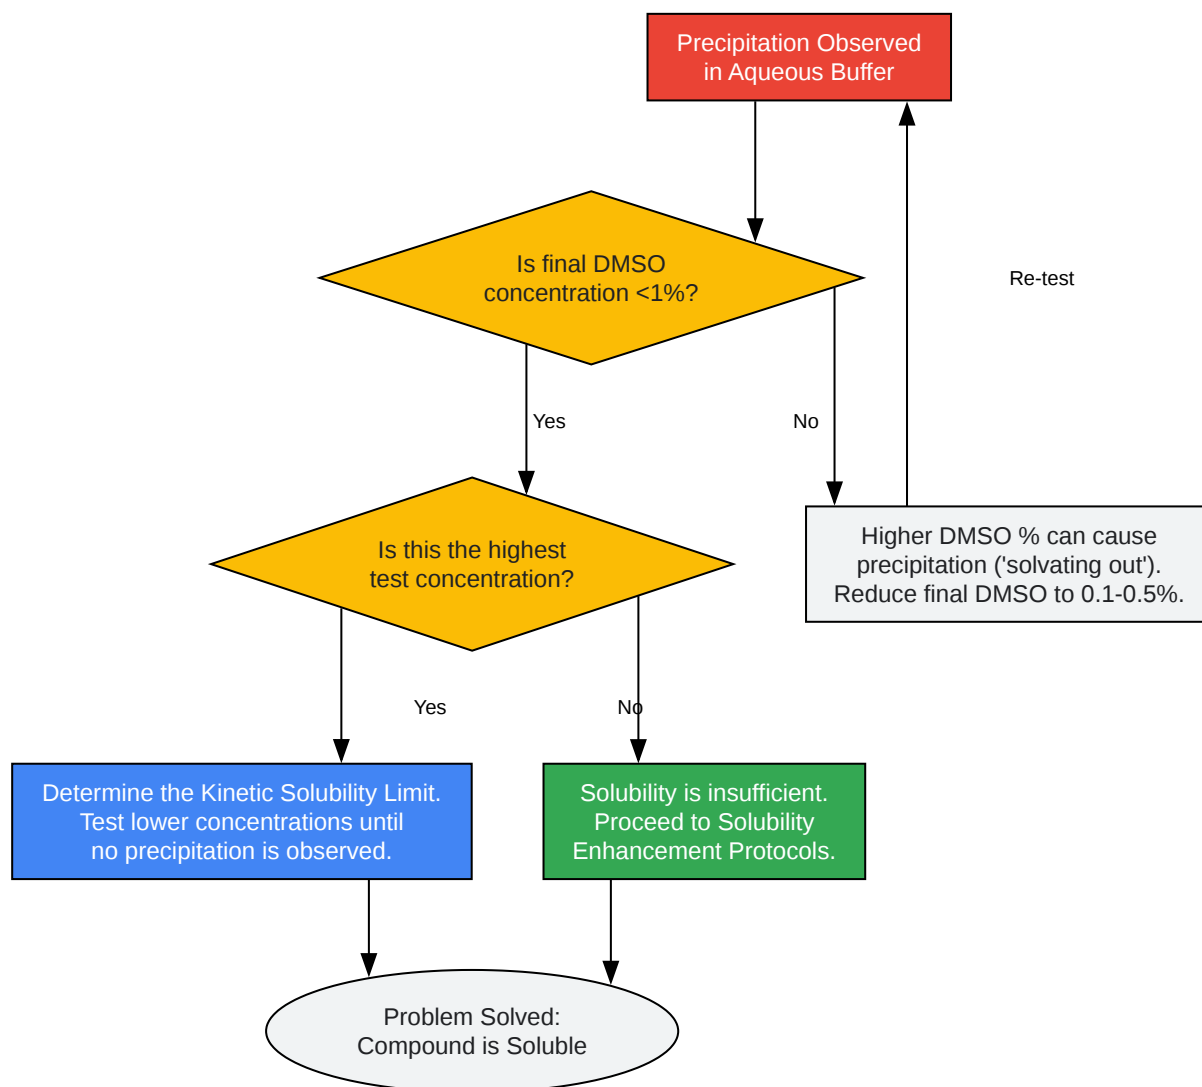 Precipitation Observed
in Aqueous Buffer
Is final DMSO
concentration <1%?
Re-test
Yes
No
Higher DMSO % can cause
precipitation ('solvating out').
Reduce final DMSO to 0.1-0.5%.
Is this the highest
test concentration?
Yes
No
Determine the Kinetic Solubility Limit.
Test lower concentrations until
no precipitation is observed.
Solubility is insufficient.
Proceed to Solubility
Enhancement Protocols.
Problem Solved:
Compound is Soluble